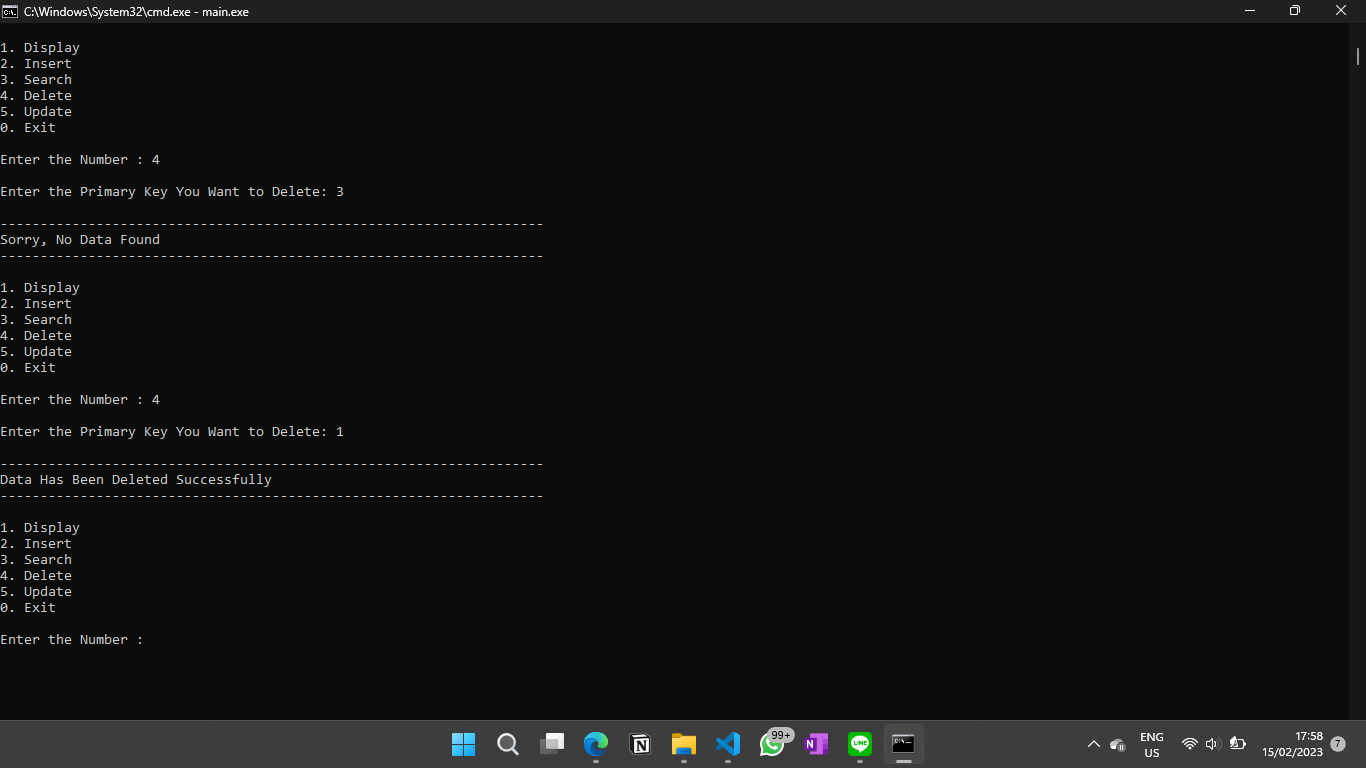 C:\Windows\System32\cmd.exe - main.exe
1. Display
2. Insert
3. Search
4. Delete
5. Update
0. Exit
Enter the Number : 4
Enter the Primary Key You Want to Delete: 3
--------------------------------------------------------------------
Sorry, No Data Found
--------------------------------------------------------------------
1. Display
2. Insert
3. Search
4. Delete
5. Update
0. Exit
Enter the Number : 4
Enter the Primary Key You Want to Delete: 1
--------------------------------------------------------------------
Data Has Been Deleted Successfully
--------------------------------------------------------------------
1. Display
2. Insert
3. Search
4. Delete
5. Update
0. Exit
Enter the Number :
99+
LINE
ENG
US
17:58
15/02/2023
7